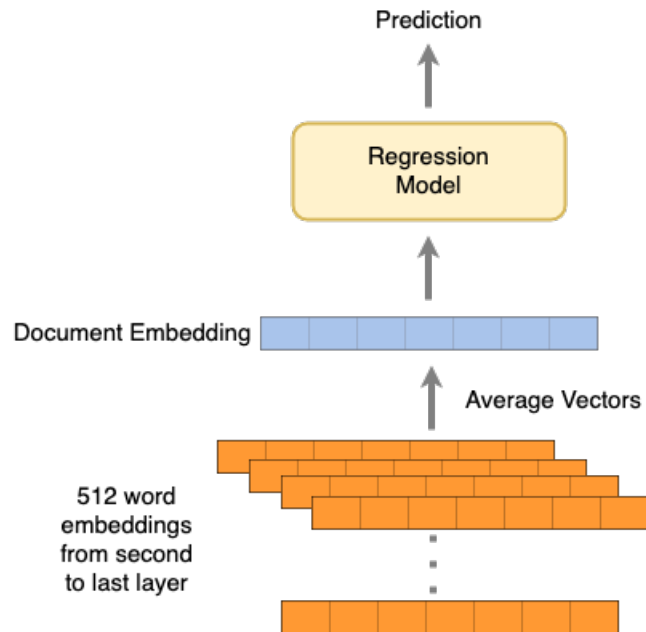 Prediction
Regression
Model
Document Embedding
Average Vectors
512 word
embeddings
from second
to last layer